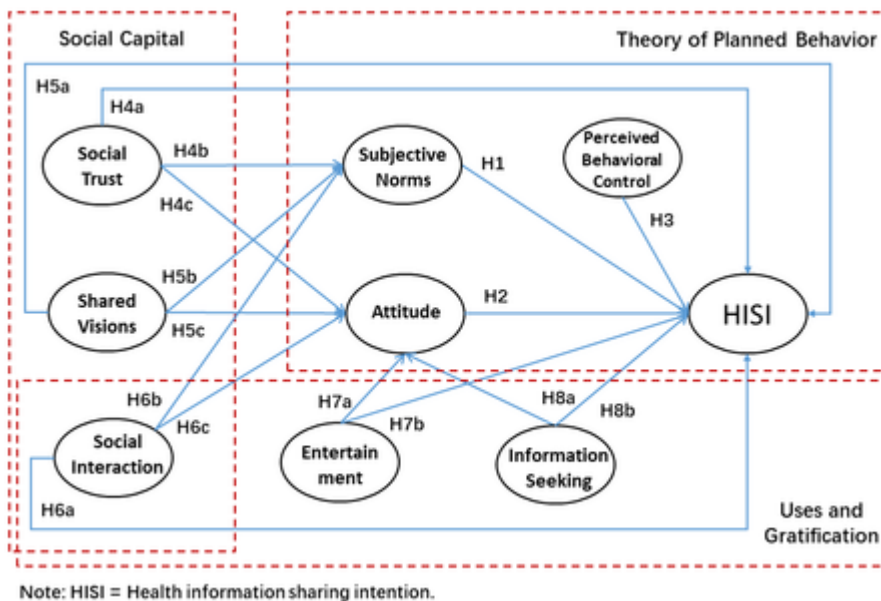 Social Capital
Theory of Planned Behavior
H5a
H4a
Social
Trust
H4b
H4c
Subjective
Norms
H1
Perceived
Behavioral
Control
H3
Shared
Visions
H5b
H5c
Attitude
H2
HISI
H6b
H6c
Social
Interaction
H6a
H7a
H7b
Entertain
ment
H8a
H8b
Information
Seeking
Uses and
Gratification
Note: HISI = Health information sharing intention.